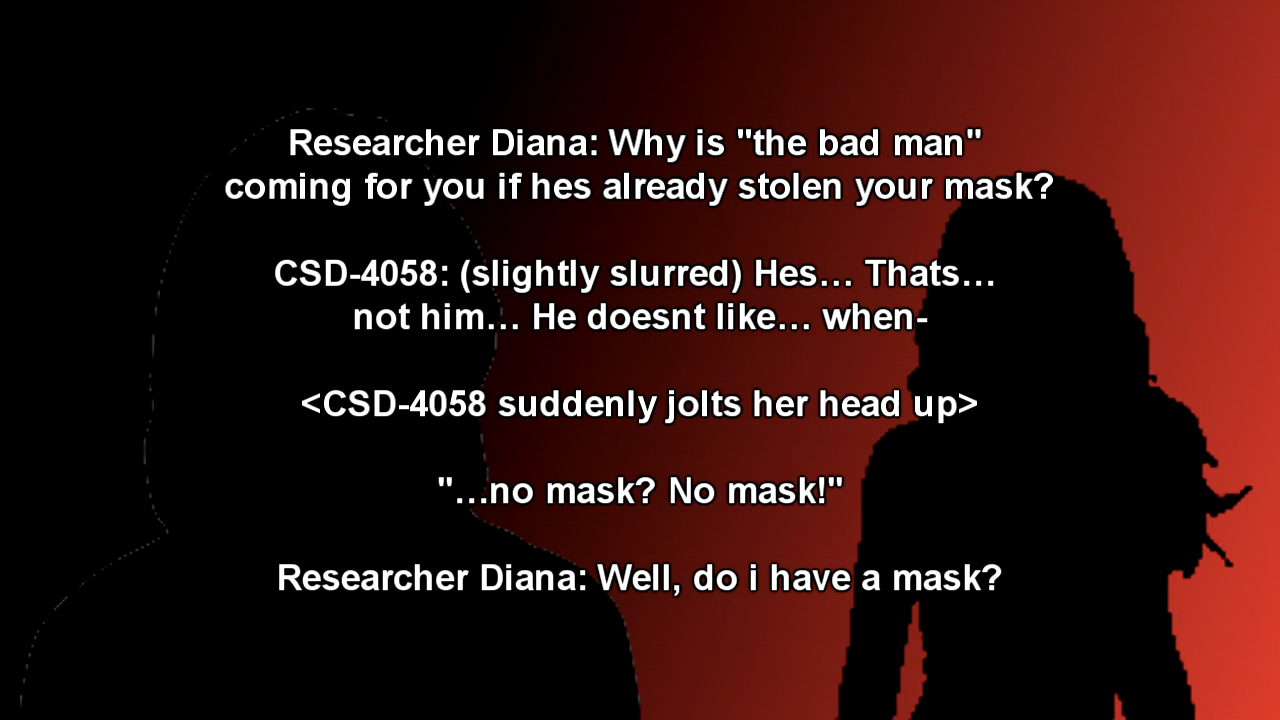 Researcher Diana: Why is "the bad man"
coming for you if hes already stolen your mask?
CSD-4058: (slightly slurred) Hes... Thats...
not him... He doesnt like... when-
<CSD-4058 suddenly jolts her head up>
"...no mask? No mask!"
Researcher Diana: Well, do i have a mask?